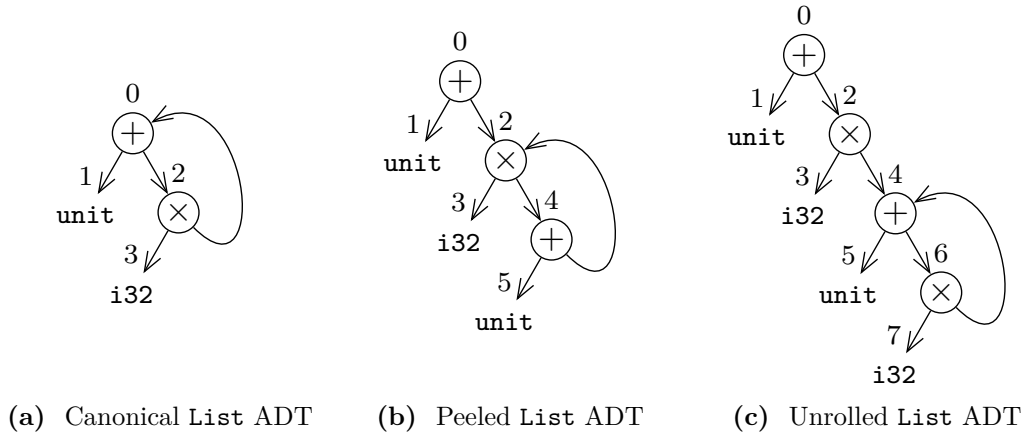 0
+
1
2
unit
×
3
i32
(a) Canonical List ADT
0
+
1
2
unit
×
3
4
i32
+
5
unit
(b) Peeled List ADT
0
+
1
2
unit
×
3
4
i32
+
5
6
unit
×
7
i32
(c) Unrolled List ADT